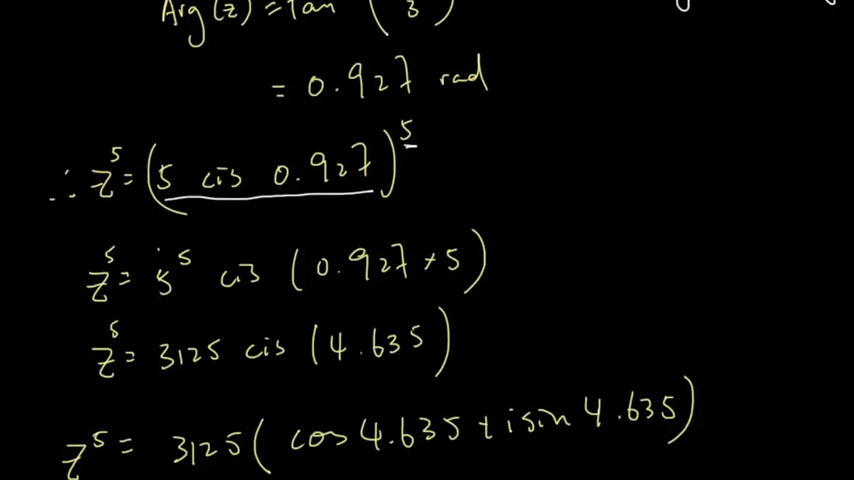 Arg(z) = tan ( 3 )
= 0.927 rad
∴ z⁵ = (5 cis 0.927)⁵
z⁵ = 5⁵ cis (0.927 × 5)
z⁵ = 3125 cis (4.635)
z⁵ = 3125 ( cos 4.635 + i sin 4.635 )